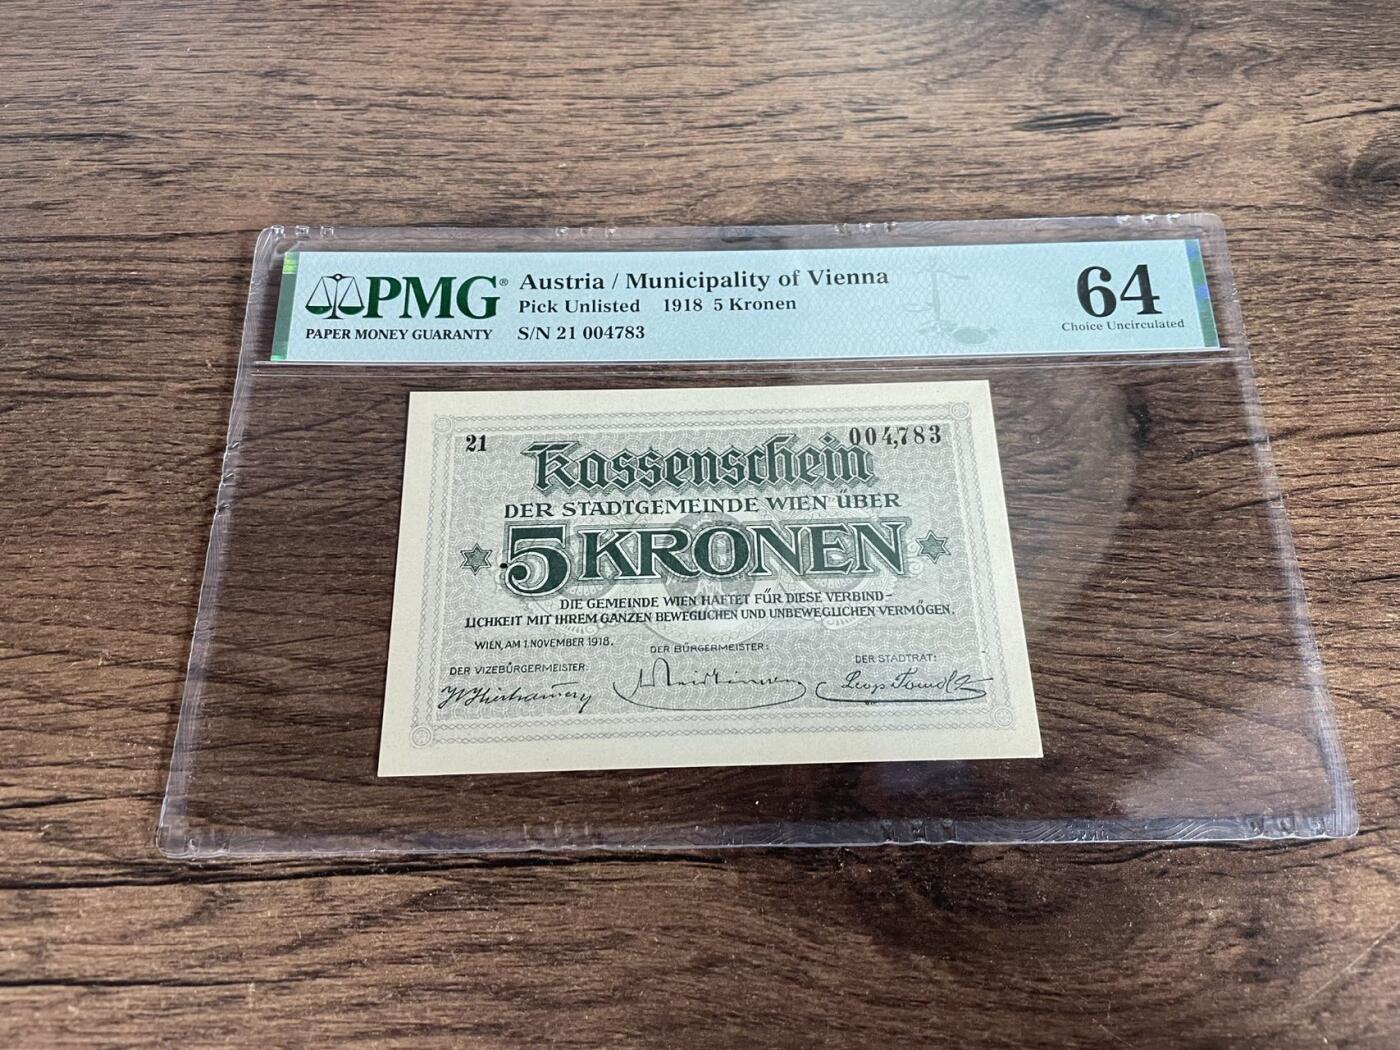 PMG®
PAPER MONEY GUARANTY
Austria / Municipality of Vienna
Pick Unlisted 1918 5 Kronen
S/N 21 004783
64
Choice Uncirculated
21
004,783
Kassenschein
DER STADTGEMEINDE WIEN ÜBER
5 KRONEN
DIE GEMEINDE WIEN HAFTET FÜR DIESE VERBIND-
LICHKEIT MIT IHREM GANZEN BEWEGLICHEN UND UNBEWEGLICHEN VERMÖGEN.
WIEN, AM 1. NOVEMBER 1918.
DER BÜRGERMEISTER:
DER VIZEBÜRGERMEISTER:
DER STADTRAT: